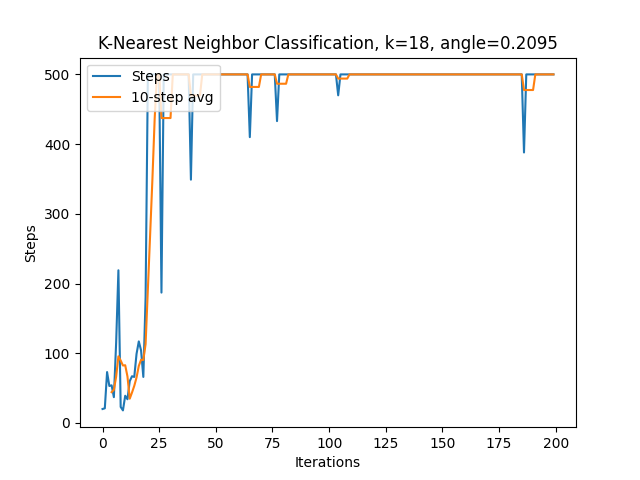 K-Nearest Neighbor Classification, k=18, angle=0.2095
Steps
10-step avg
500
400
300
200
100
0
Steps
0 25 50 75 100 125 150 175 200
Iterations